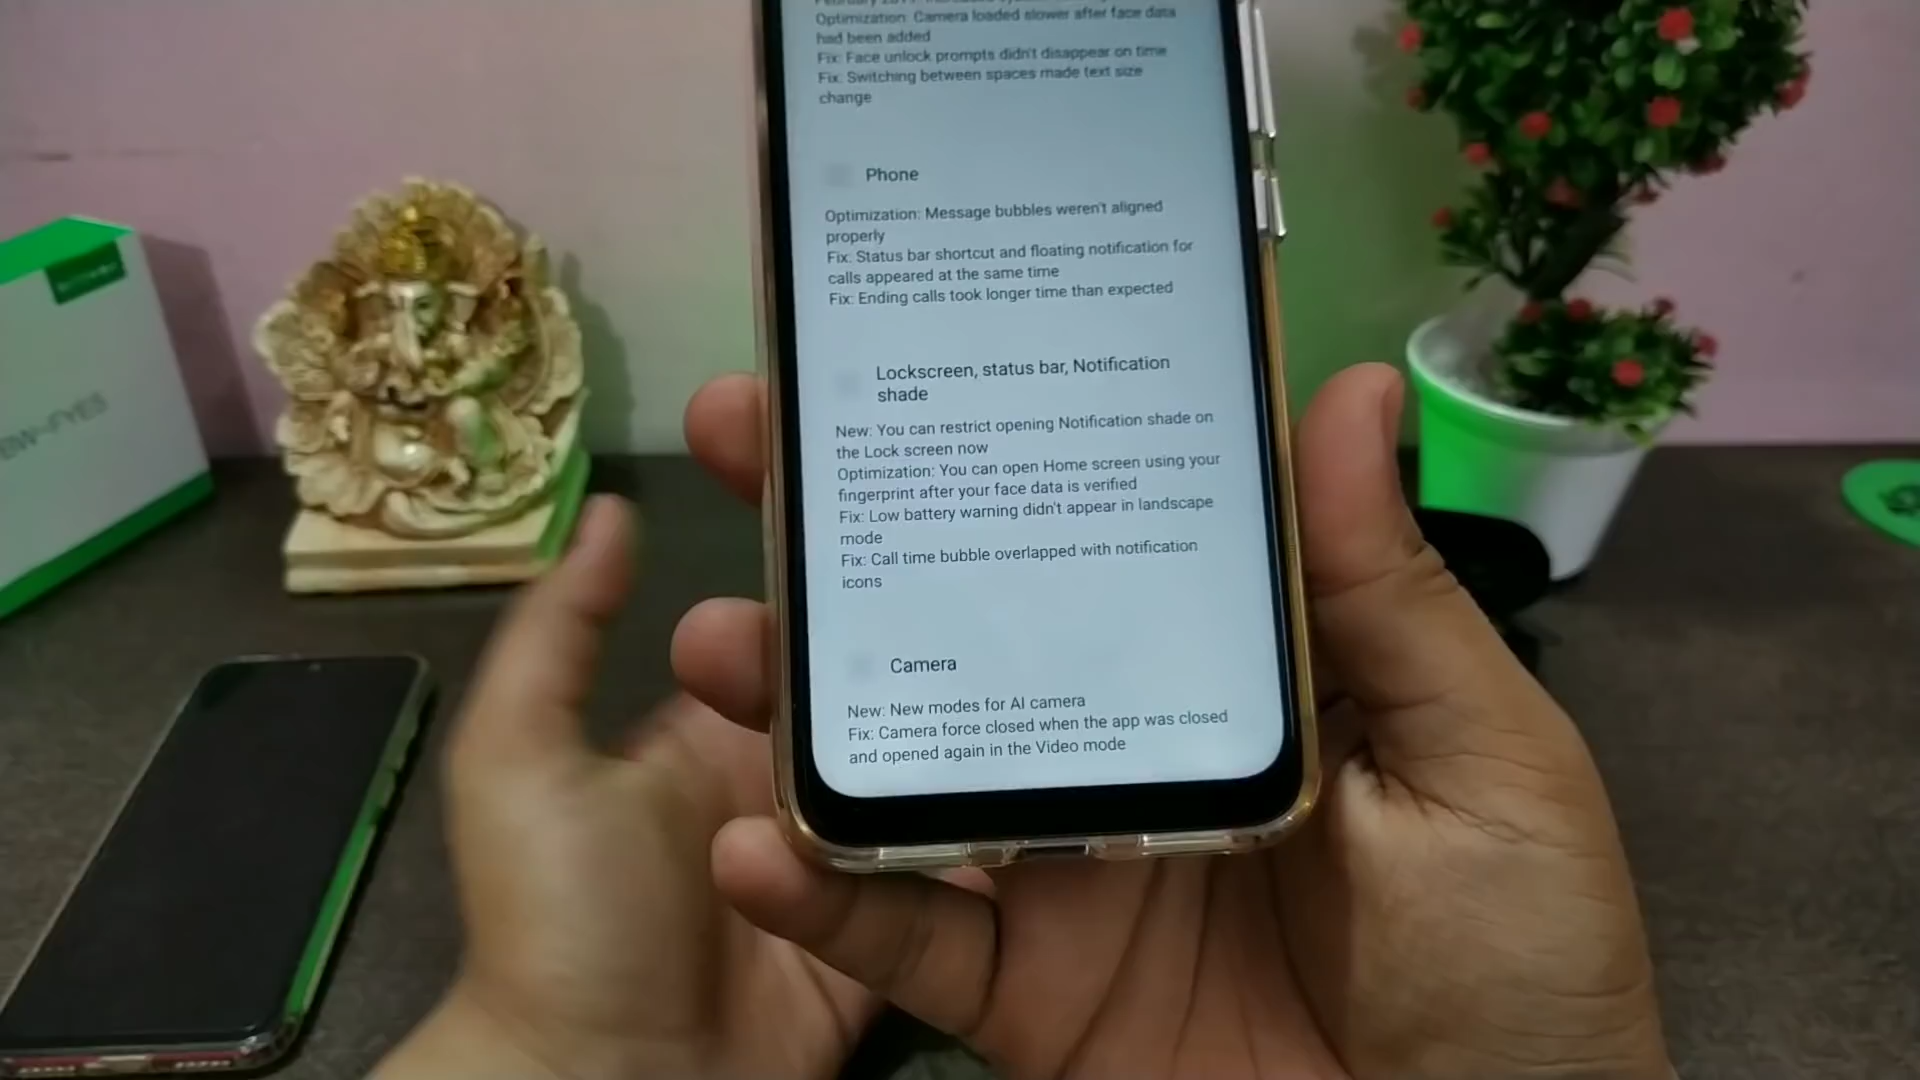 Optimization: Camera loaded slower after face data
had been added
Fix: Face unlock prompts didn't disappear on time
Fix: Switching between spaces made text size
change
Phone
Optimization: Message bubbles weren't aligned
properly
Fix: Status bar shortcut and floating notification for
calls appeared at the same time
Fix: Ending calls took longer time than expected
Lockscreen, status bar, Notification
shade
New: You can restrict opening Notification shade on
the Lock screen now
Optimization: You can open Home screen using your
fingerprint after your face data is verified
Fix: Low battery warning didn't appear in landscape
mode
Fix: Call time bubble overlapped with notification
icons
Camera
New: New modes for AI camera
Fix: Camera force closed when the app was closed
and opened again in the Video mode